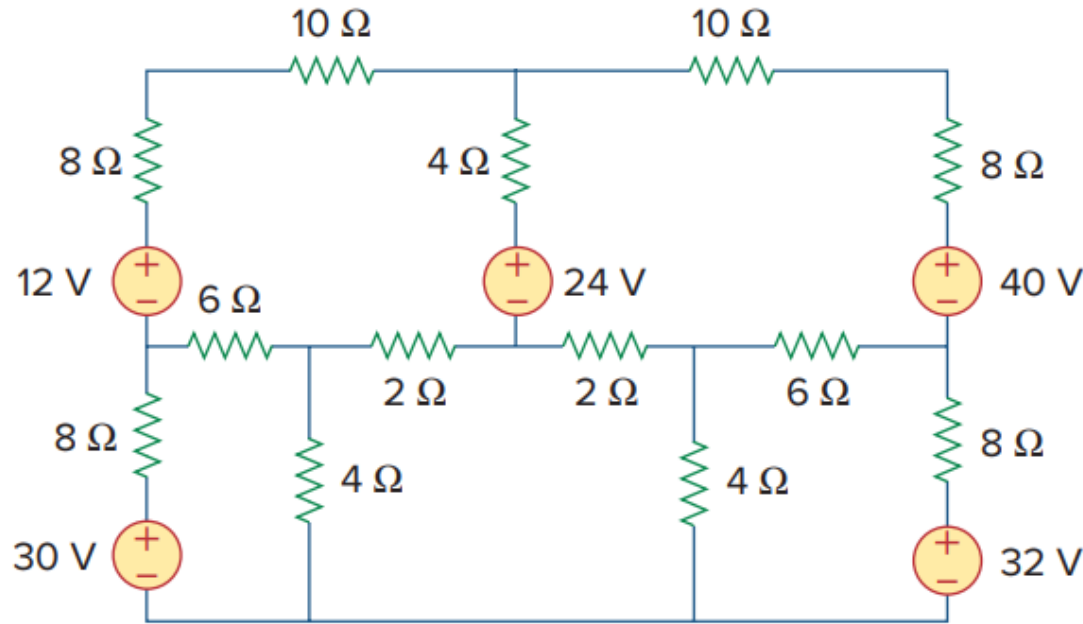 10 Ω 10 Ω
8 Ω 4 Ω 8 Ω
+ + +
12 V 24 V 40 V
− − −
6 Ω
2 Ω 2 Ω 6 Ω
8 Ω 8 Ω
4 Ω 4 Ω
+ +
30 V 32 V
− −